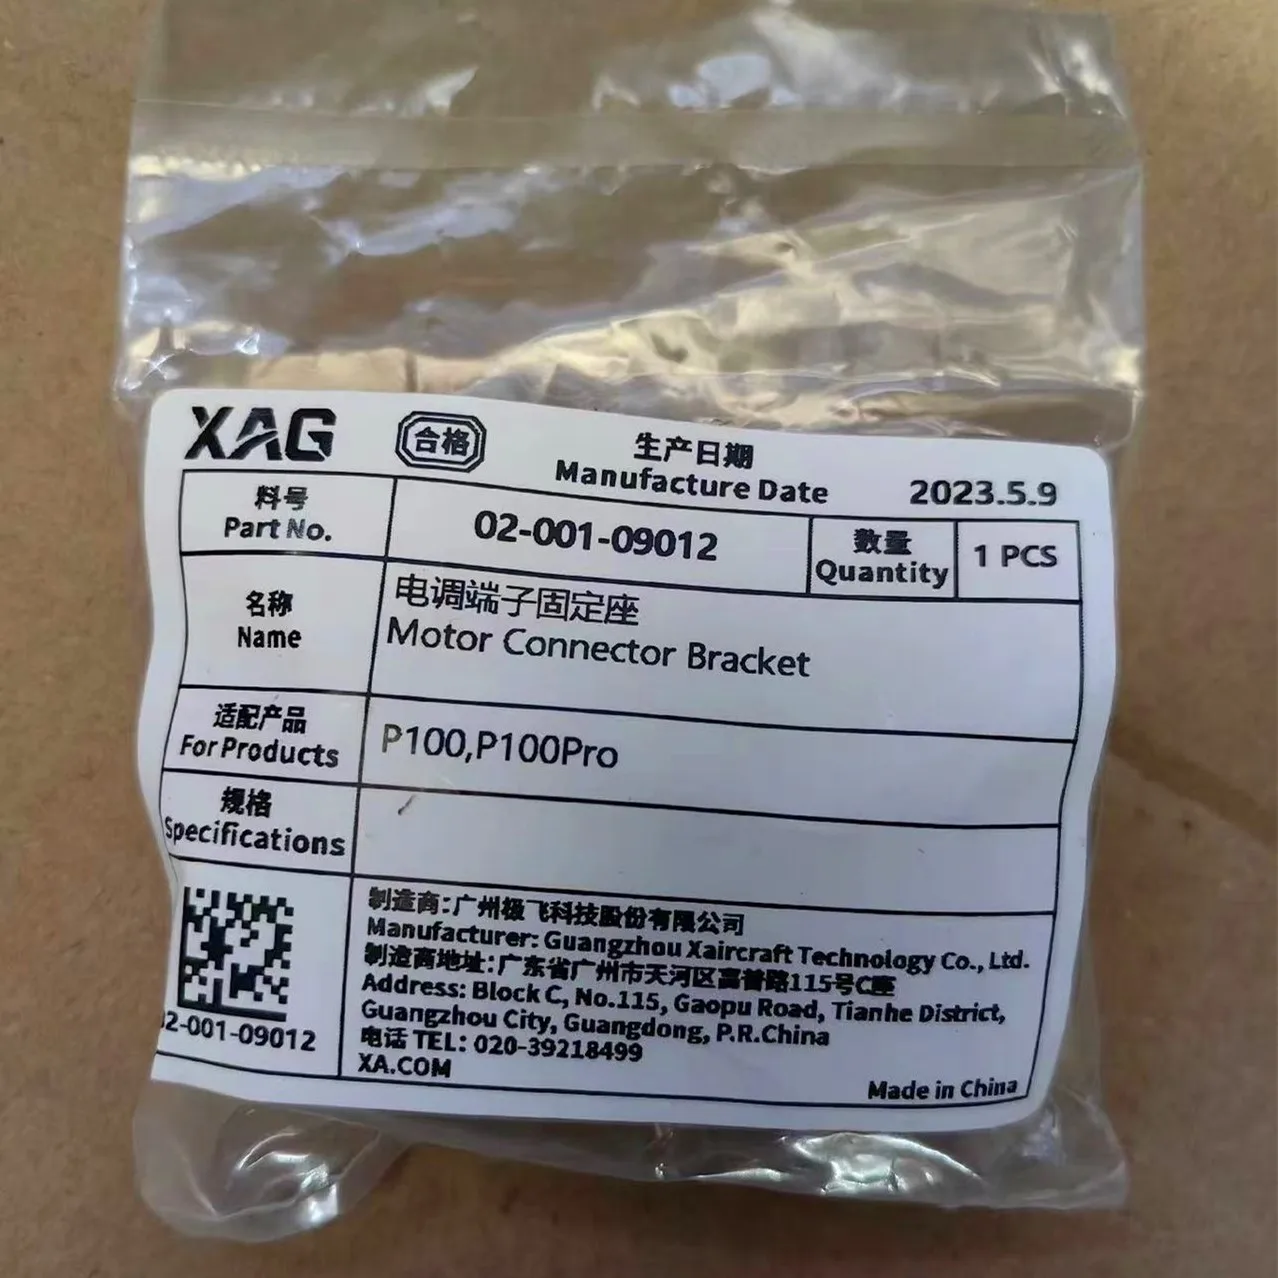 XAG
合格
生产日期
Manufacture Date
2023.5.9
料号
Part No.
02-001-09012
数量
Quantity
1 PCS
名称
Name
电调端子固定座
Motor Connector Bracket
适配产品
For Products
P100,P100Pro
规格
Specifications
02-001-09012
制造商:广州极飞科技股份有限公司
Manufacturer: Guangzhou Xaircraft Technology Co., Ltd.
制造商地址:广东省广州市天河区高普路115号C座
Address: Block C, No.115, Gaopu Road, Tianhe District,
Guangzhou City, Guangdong, P.R.China
电话 TEL: 020-39218499
XA.COM
Made in China